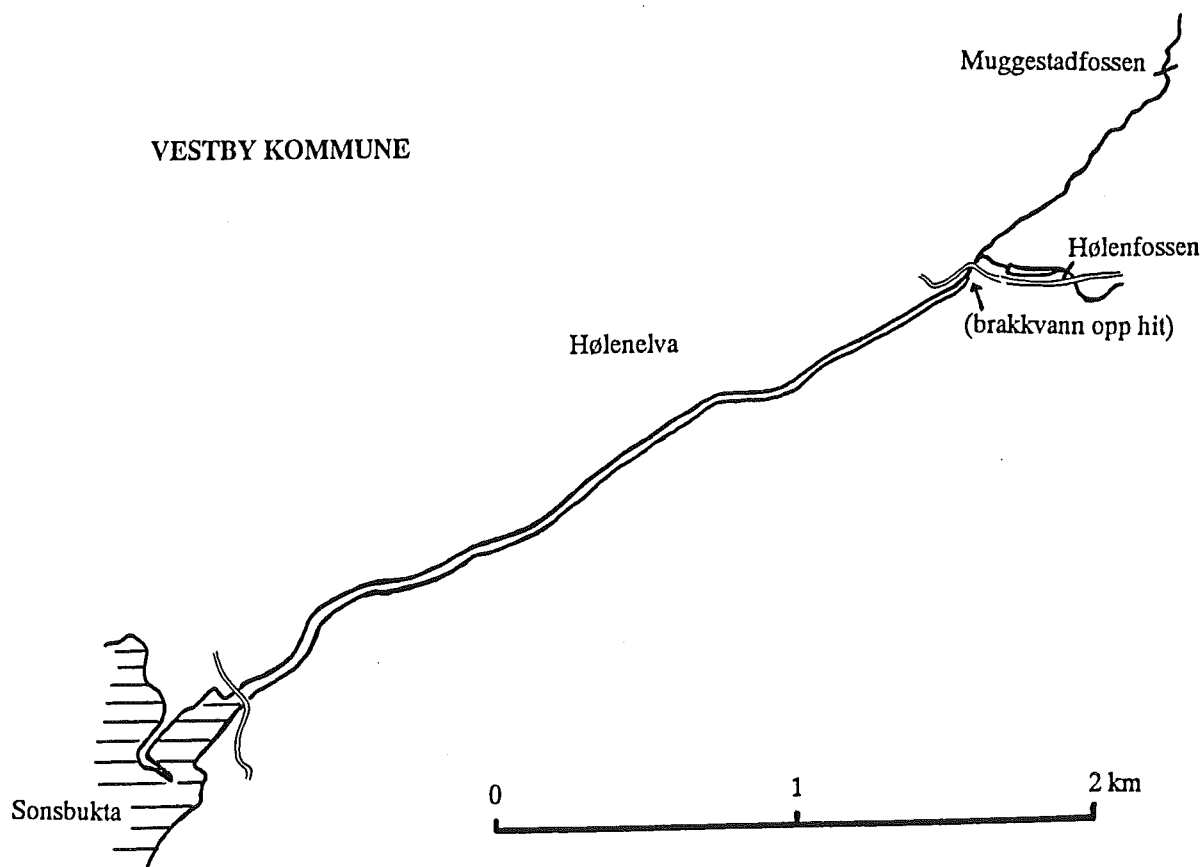 Muggestadfossen
VESTBY KOMMUNE
Hølenfossen
(brakkvann opp hit)
Hølenelva
0 1 2 km
Sonsbukta